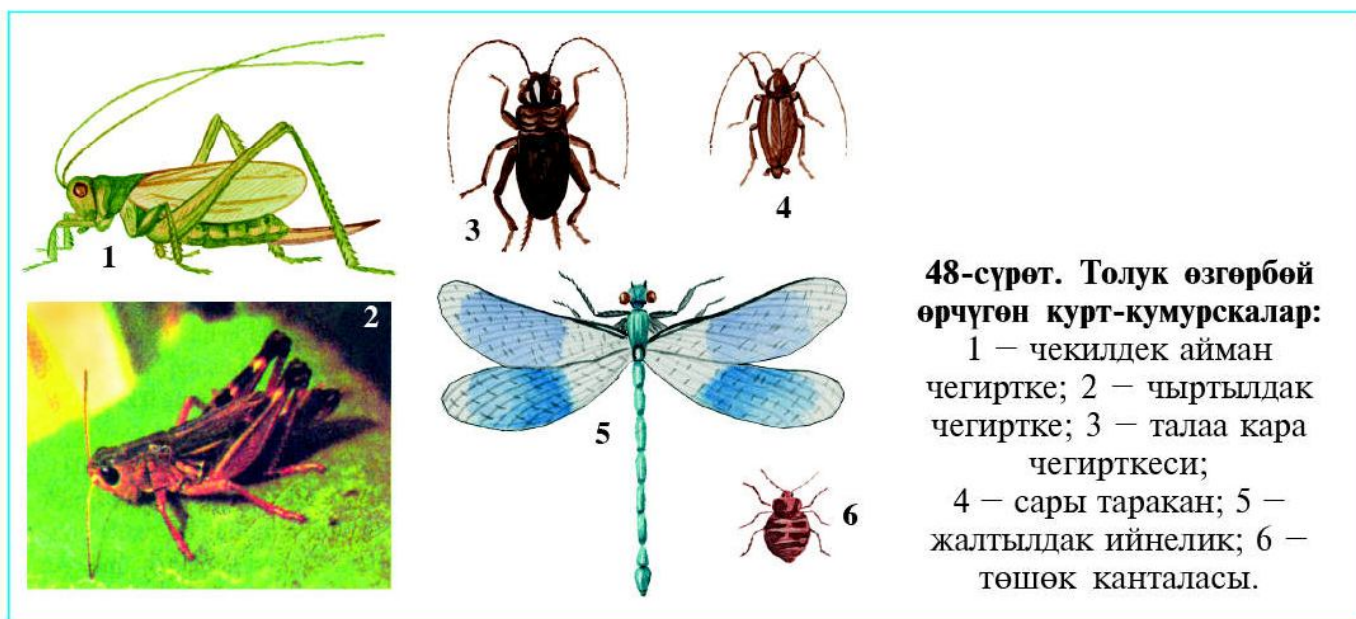 1
2
3
4
5
6
48-сүрөт. Толук өзгөрбөй
өрчүгөн курт-кумурскалар:
1 – чекилдек айман
чегиртке; 2 – чыртылдак
чегиртке; 3 – талаа кара
чегирткеси;
4 – сары таракан; 5 –
жалтылдак ийнелик; 6 –
төшөк канталасы.